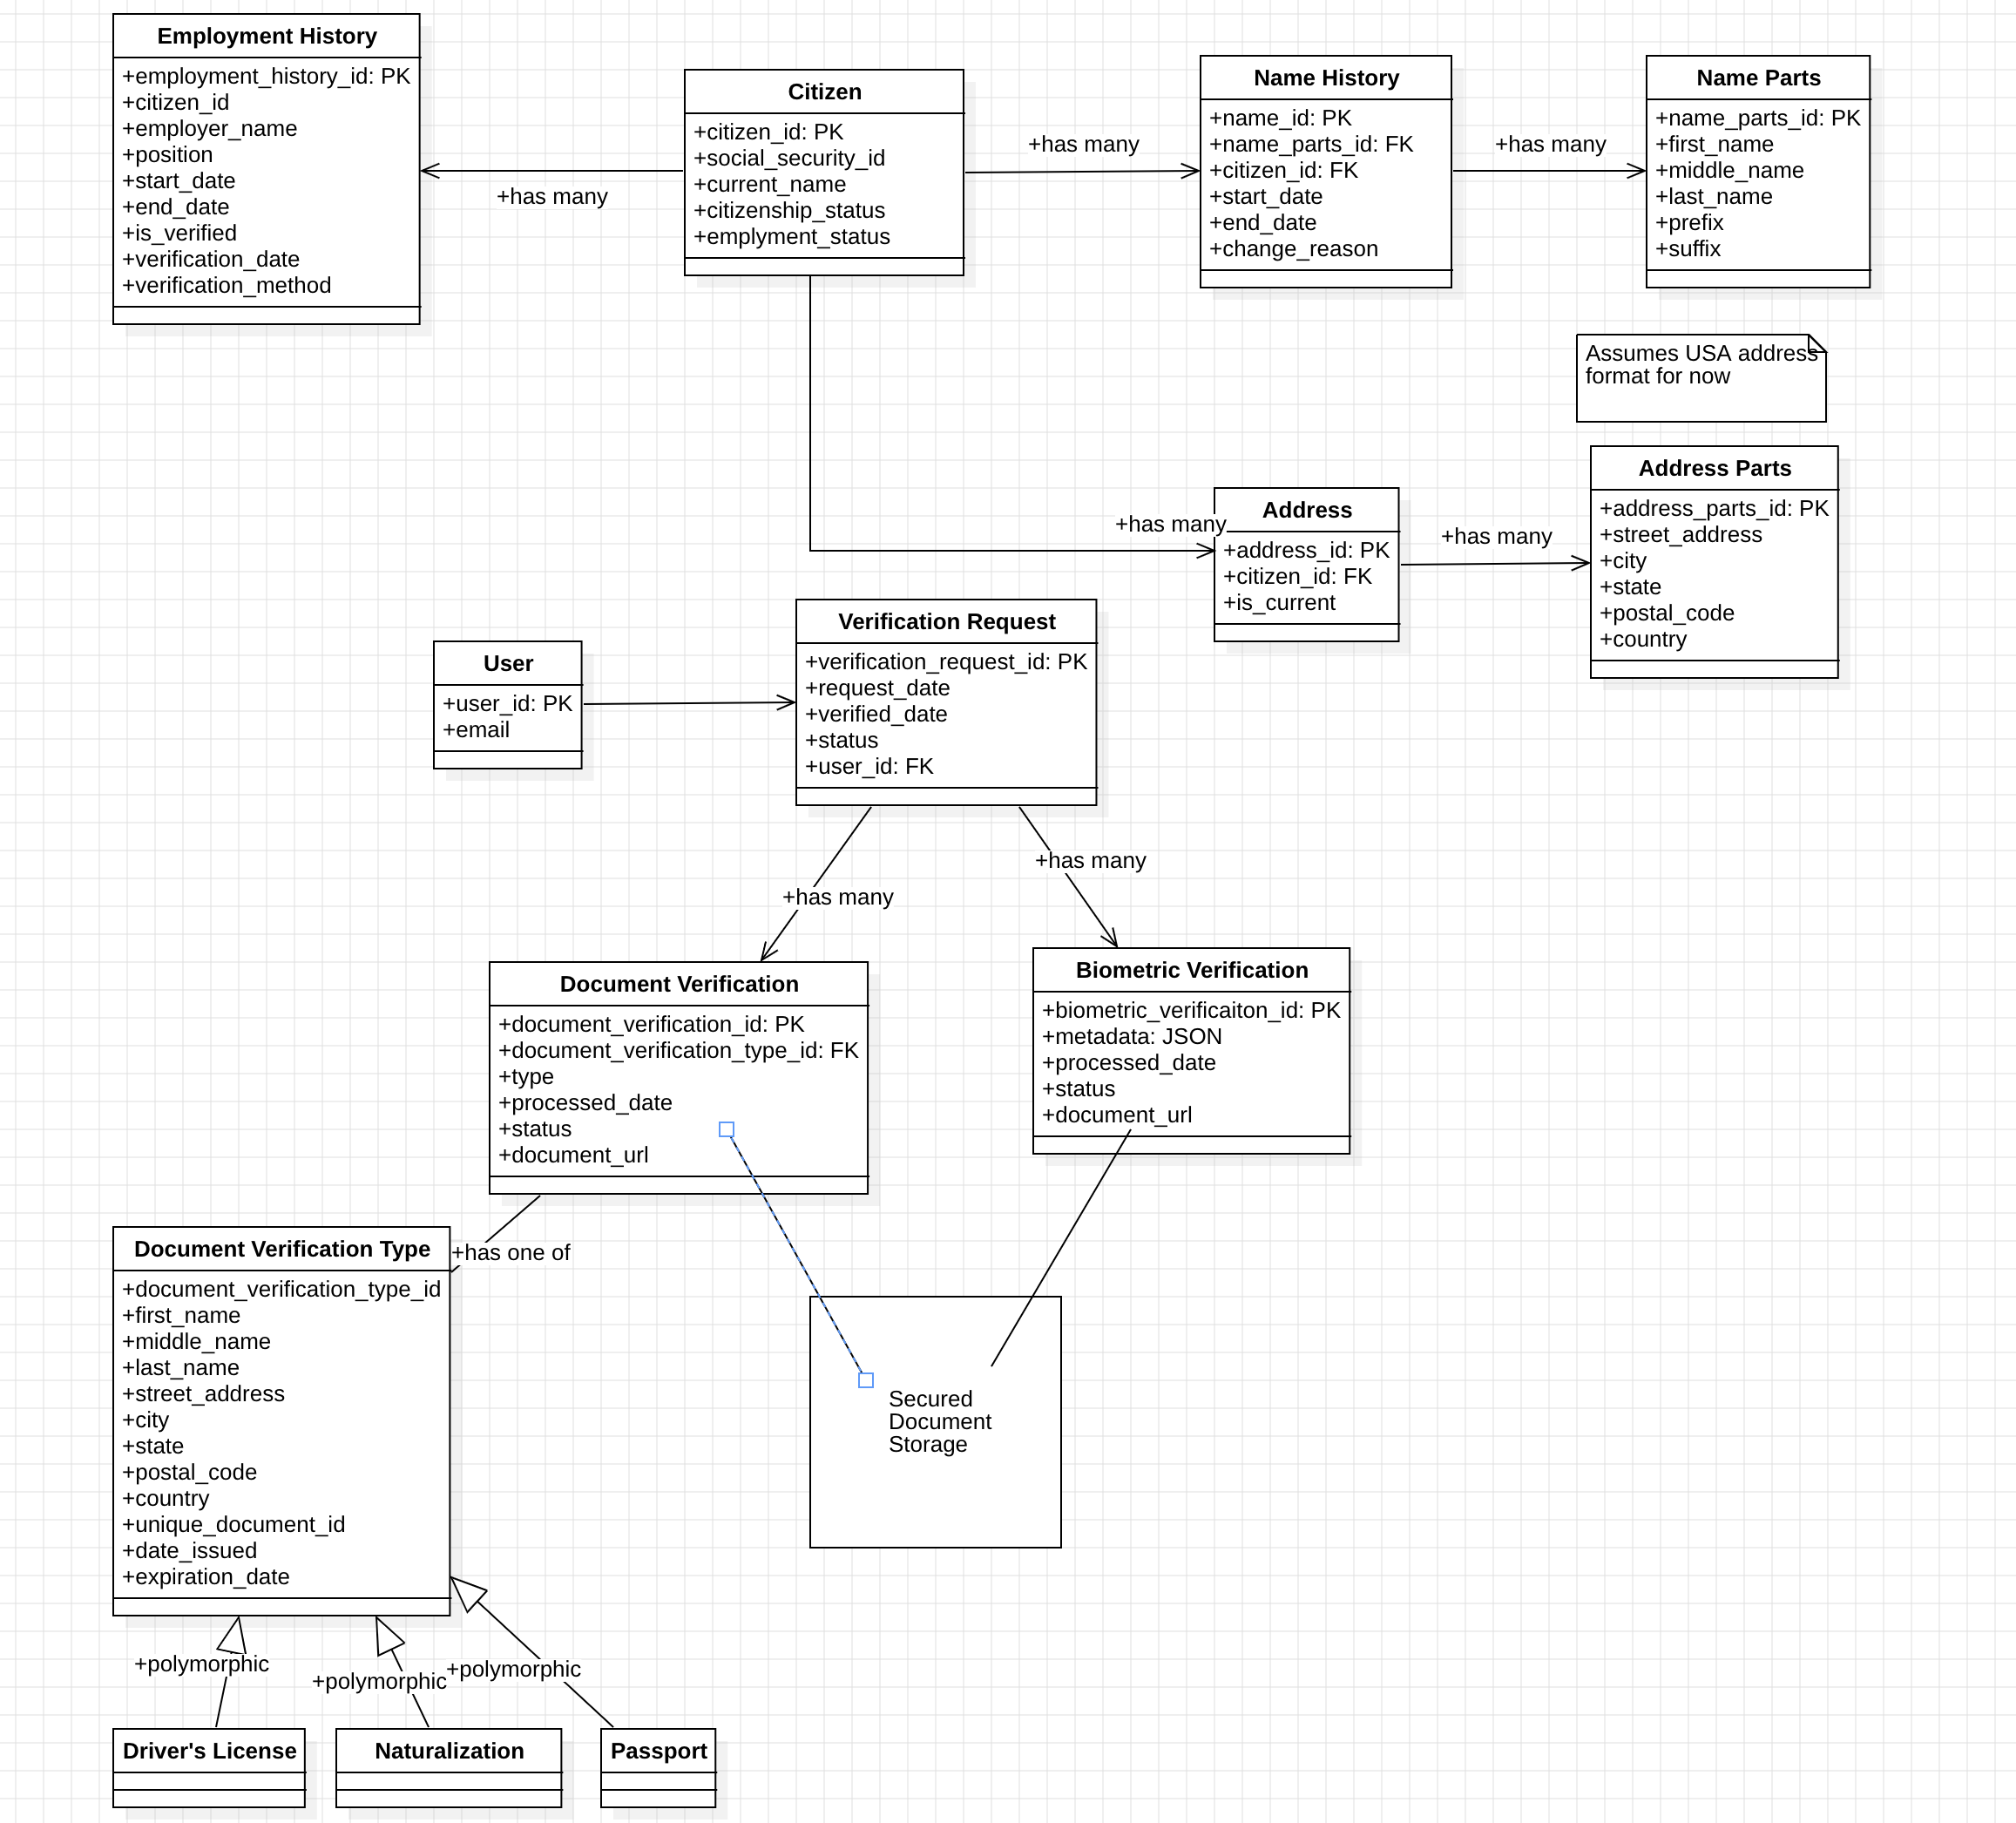 Employment History
+employment_history_id: PK
+citizen_id
+employer_name
+position
+start_date
+end_date
+is_verified
+verification_date
+verification_method
+has many
Citizen
+citizen_id: PK
+social_security_id
+current_name
+citizenship_status
+emplyment_status
+has many
Name History
+name_id: PK
+name_parts_id: FK
+citizen_id: FK
+start_date
+end_date
+change_reason
+has many
Name Parts
+name_parts_id: PK
+first_name
+middle_name
+last_name
+prefix
+suffix
Assumes USA address
format for now
+has many
Address
+address_id: PK
+citizen_id: FK
+is_current
+has many
Address Parts
+address_parts_id: PK
+street_address
+city
+state
+postal_code
+country
User
+user_id: PK
+email
Verification Request
+verification_request_id: PK
+request_date
+verified_date
+status
+user_id: FK
+has many
+has many
Document Verification
+document_verification_id: PK
+document_verification_type_id: FK
+type
+processed_date
+status
+document_url
Biometric Verification
+biometric_verificaiton_id: PK
+metadata: JSON
+processed_date
+status
+document_url
+has one of
Document Verification Type
+document_verification_type_id
+first_name
+middle_name
+last_name
+street_address
+city
+state
+postal_code
+country
+unique_document_id
+date_issued
+expiration_date
Secured
Document
Storage
+polymorphic
+polymorphic
+polymorphic
Driver's License
Naturalization
Passport